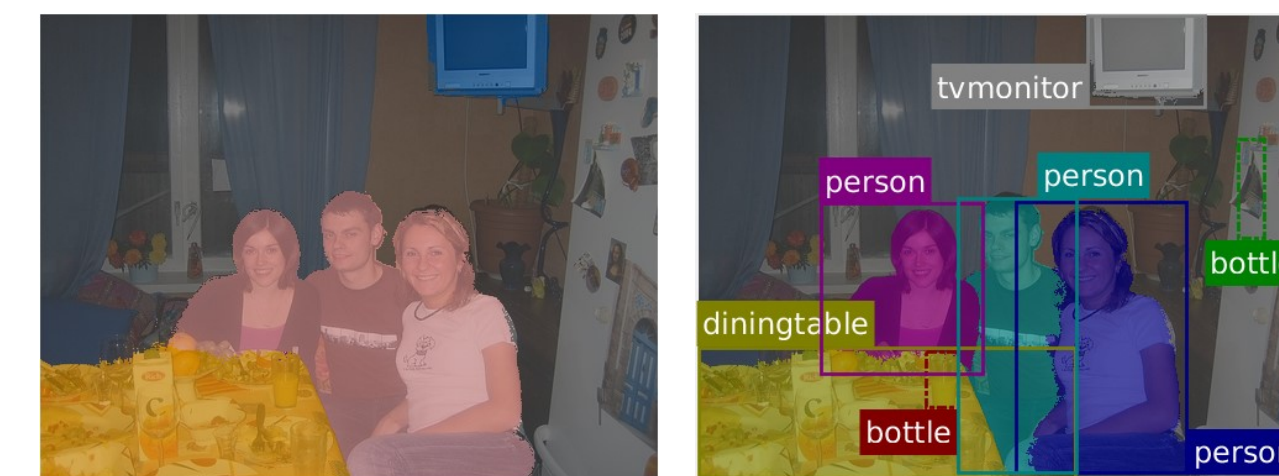 tvmonitor
person
person
bottl
diningtable
bottle
perso
C
C